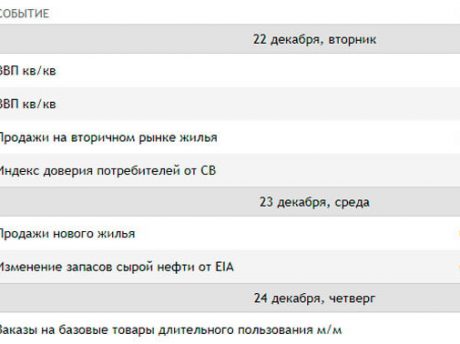 СОБЫТИЕ
22 декабря, вторник
ВВП кв/кв
ВВП кв/кв
Продажи на вторичном рынке жилья
Индекс доверия потребителей от CB
23 декабря, среда
Продажи нового жилья
Изменение запасов сырой нефти от EIA
24 декабря, четверг
Заказы на базовые товары длительного пользования м/м